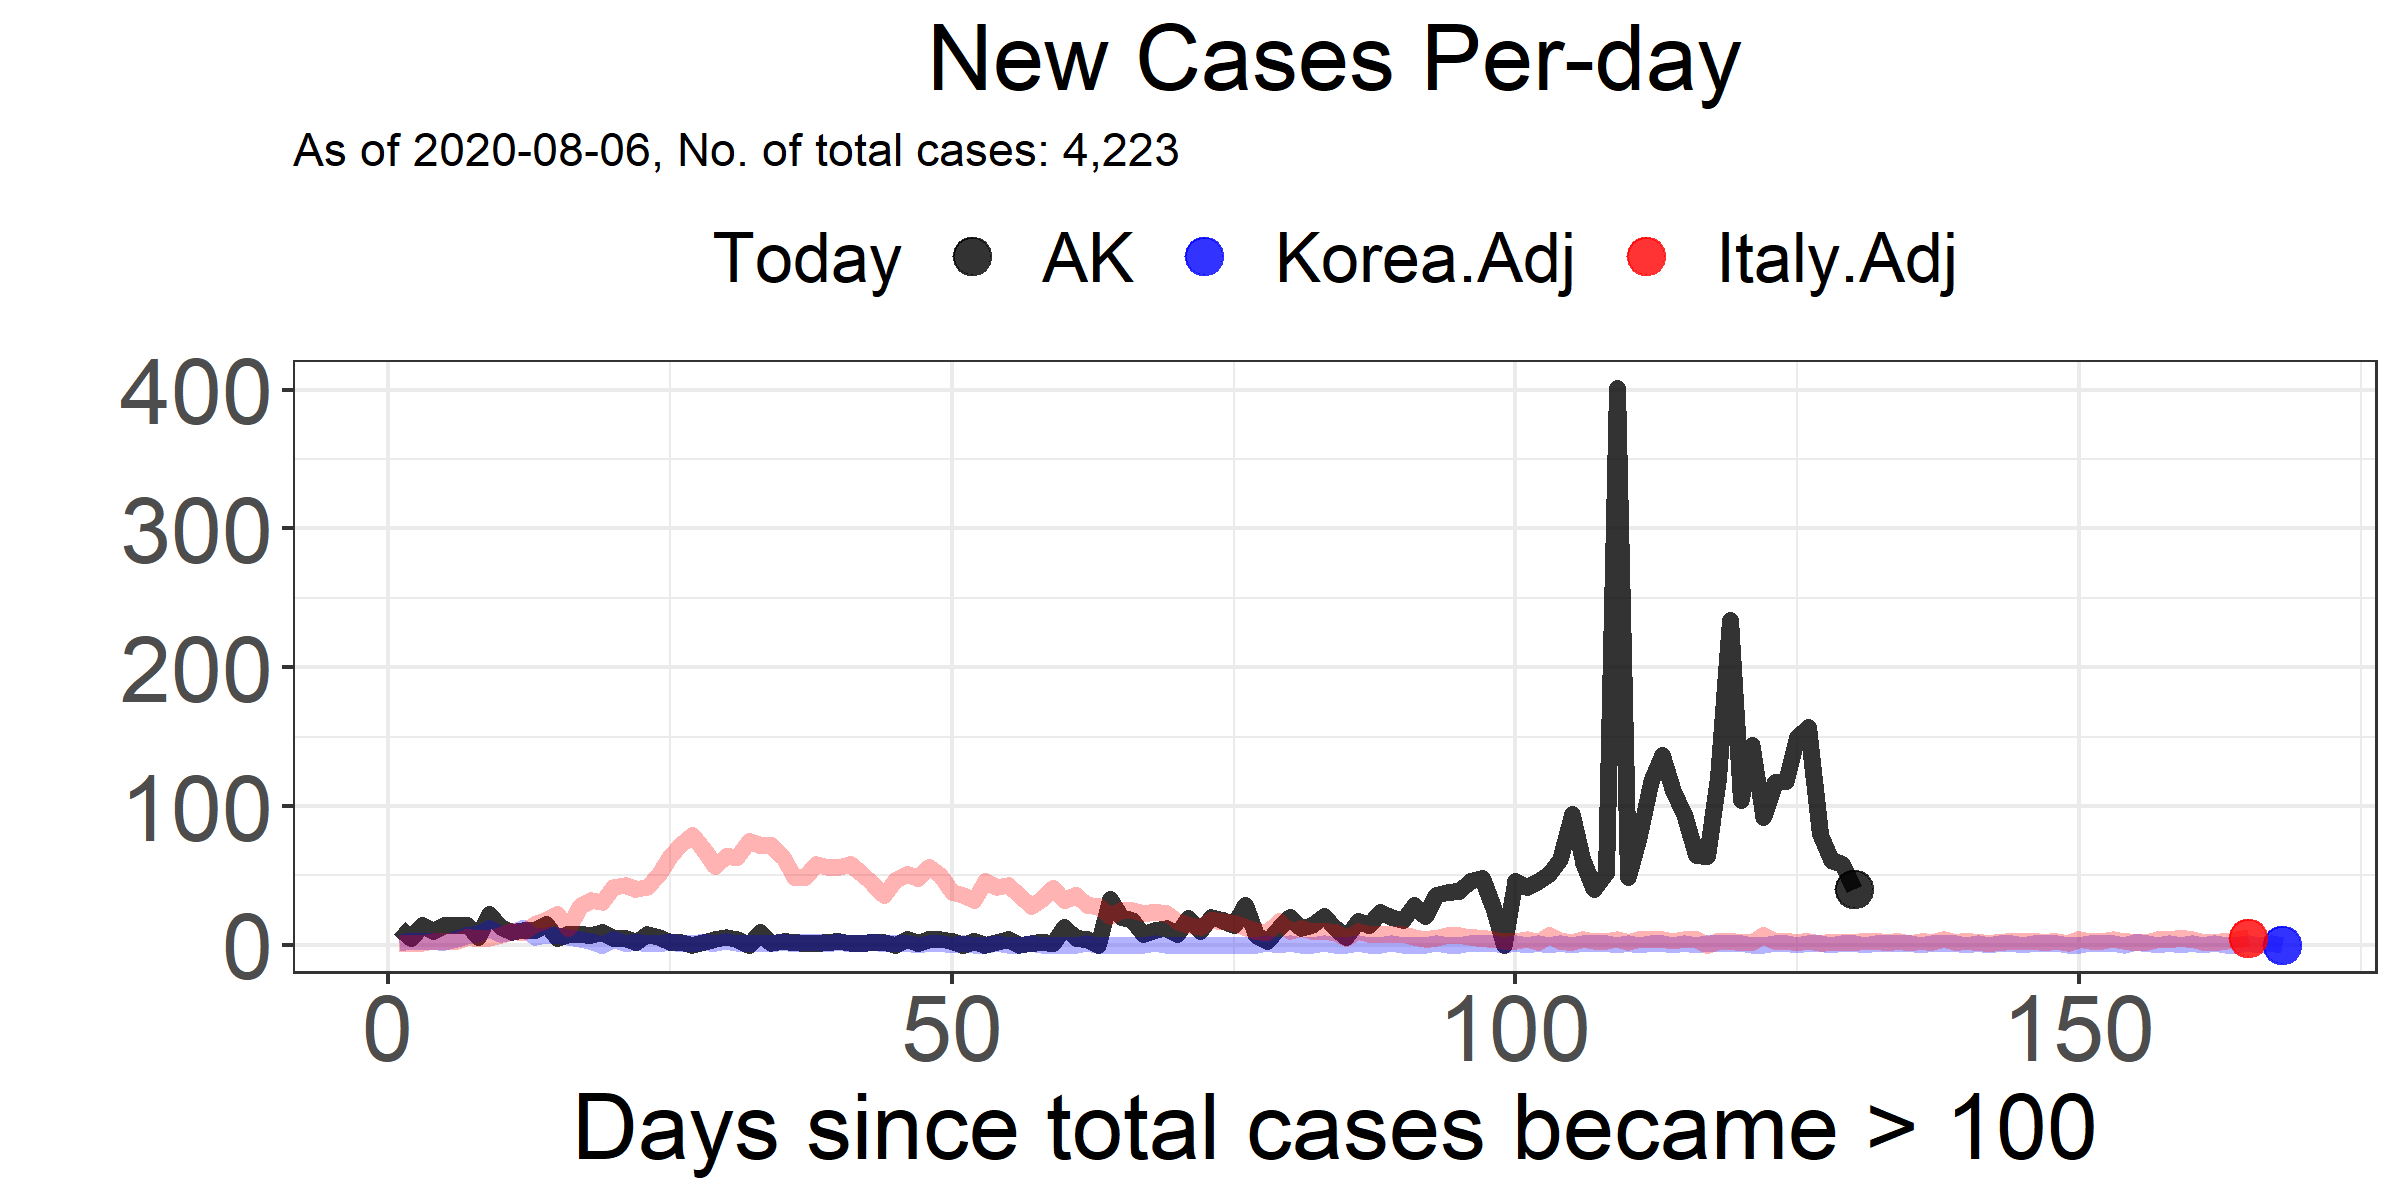 New Cases Per-day
As of 2020-08-06, No. of total cases: 4,223
Today AK Korea.Adj Italy.Adj
400
300
200
100
0
0 50 100 150
Days since total cases became > 100